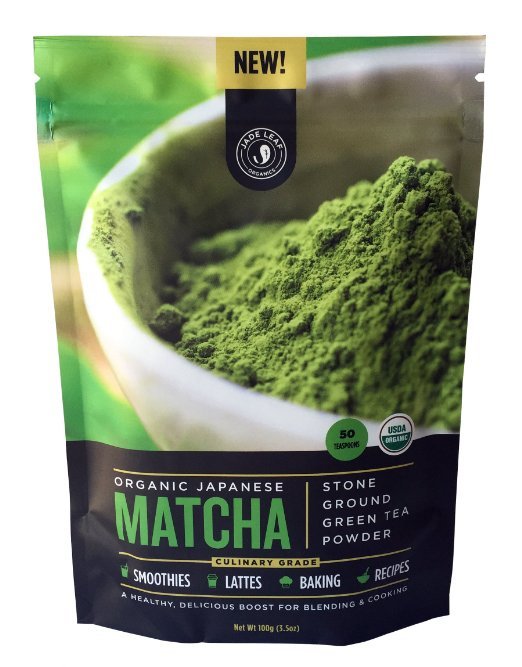 NEW!
JADE LEAF
ORGANICS
50
TEASPOONS
USDA
ORGANIC
ORGANIC JAPANESE
MATCHA
STONE
GROUND
GREEN TEA
POWDER
CULINARY GRADE
SMOOTHIES LATTES BAKING RECIPES
A HEALTHY, DELICIOUS BOOST FOR BLENDING & COOKING
Net Wt 100g (3.5oz)